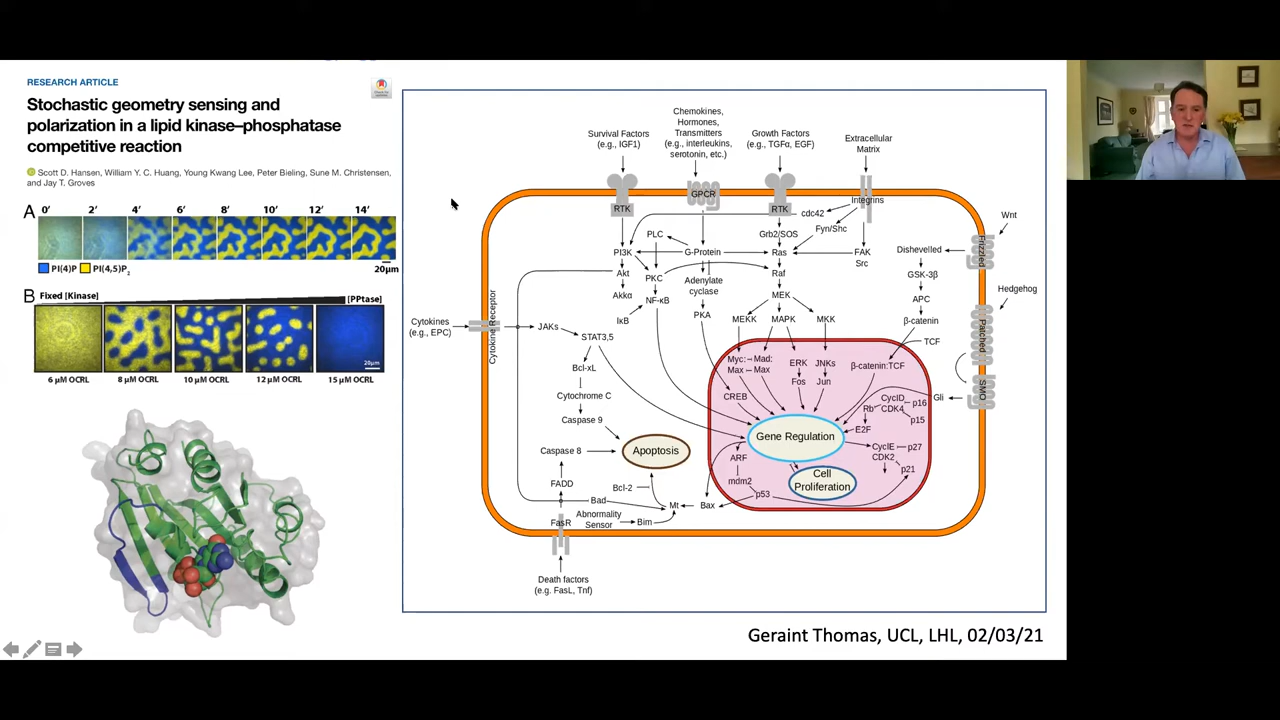 RESEARCH ARTICLE
Stochastic geometry sensing and
polarization in a lipid kinase–phosphatase
competitive reaction
Scott D. Hansen, William Y. C. Huang, Young Kwang Lee, Peter Bieling, Sune M. Christensen,
and Jay T. Groves
A
0' 2' 4' 6' 8' 10' 12' 14'
PI(4)P PI(4,5)P2
20μm
B
Fixed [Kinase] [PPtase]
20μm
6 μM OCRL 8 μM OCRL 10 μM OCRL 12 μM OCRL 15 μM OCRL
Survival Factors
(e.g., IGF1)
Chemokines,
Hormones,
Transmitters
(e.g., interleukins,
serotonin, etc.)
Growth Factors
(e.g., TGFα, EGF)
Extracellular
Matrix
RTK
GPCR
RTK
Integrins
cdc42
Fyn/Shc
Grb2/SOS
PLC
PI3K
G-Protein
Ras
FAK
Src
Akt
Akkα
PKC
NF-κB
IκB
Adenylate
cyclase
PKA
Raf
MEK
MEKK
MAPK
MKK
Wnt
Frizzled
Dishevelled
GSK-3β
APC
β-catenin
TCF
Hedgehog
Patched
SMO
Gli
Cytokines
(e.g., EPC)
Cytokine Receptor
JAKs
STAT3,5
Bcl-xL
Cytochrome C
Caspase 9
Caspase 8
Apoptosis
FADD
Bcl-2
Bad
Abnormality
Sensor
Bim
Mt
Bax
FasR
Death factors
(e.g. FasL, Tnf)
Myc: Mad:
Max Max
ERK
Fos
JNKs
Jun
β-catenin:TCF
CREB
Gene Regulation
CyclD
CDK4
p16
p15
Rb
E2F
CyclE
CDK2
p27
p21
ARF
mdm2
p53
Cell
Proliferation
Geraint Thomas, UCL, LHL, 02/03/21